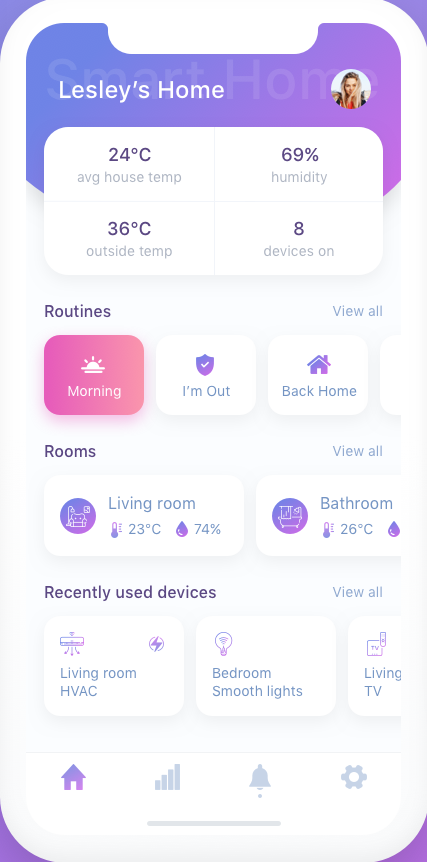 Smart Home
Lesley’s Home
24°C
avg house temp
69%
humidity
36°C
outside temp
8
devices on
Routines
View all
Morning
I’m Out
Back Home
Rooms
View all
Living room
23°C
74%
Bathroom
26°C
Recently used devices
View all
Living room
HVAC
Bedroom
Smooth lights
TV
Living
TV